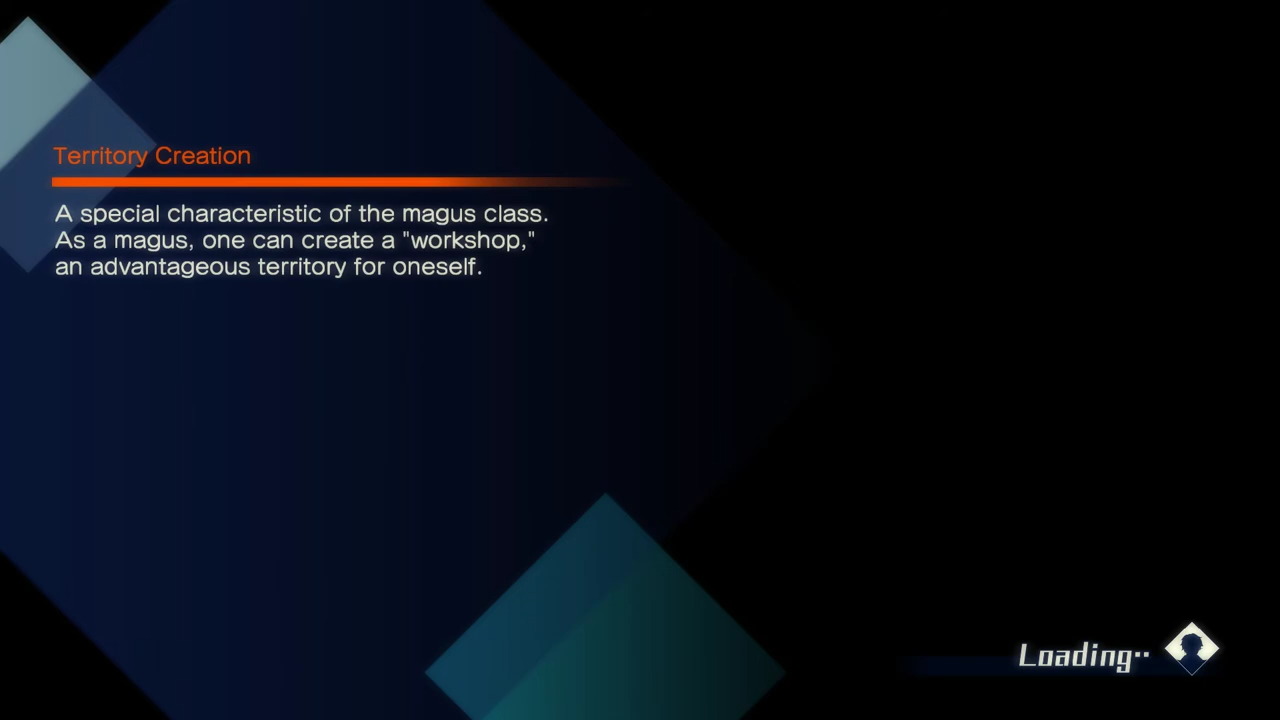 Territory Creation
A special characteristic of the magus class.
As a magus, one can create a "workshop,"
an advantageous territory for oneself.
Loading··